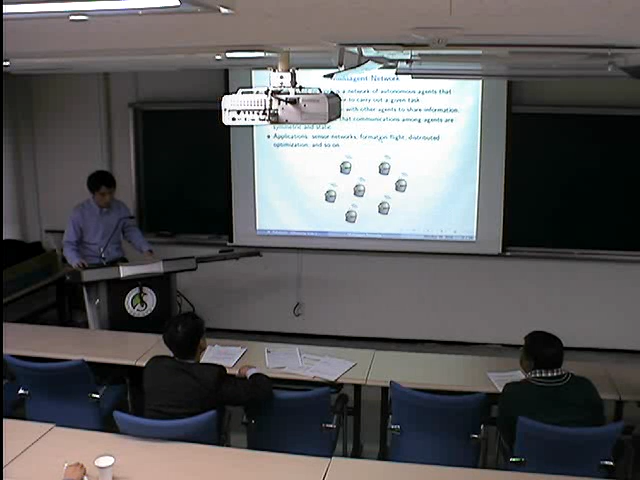 Multiagent Network
is a network of autonomous agents that
to carry out a given task.
with other agents to share information.
that communications among agents are
symmetric and static.
Applications: sensor networks, formation flight, distributed
optimization, and so on.